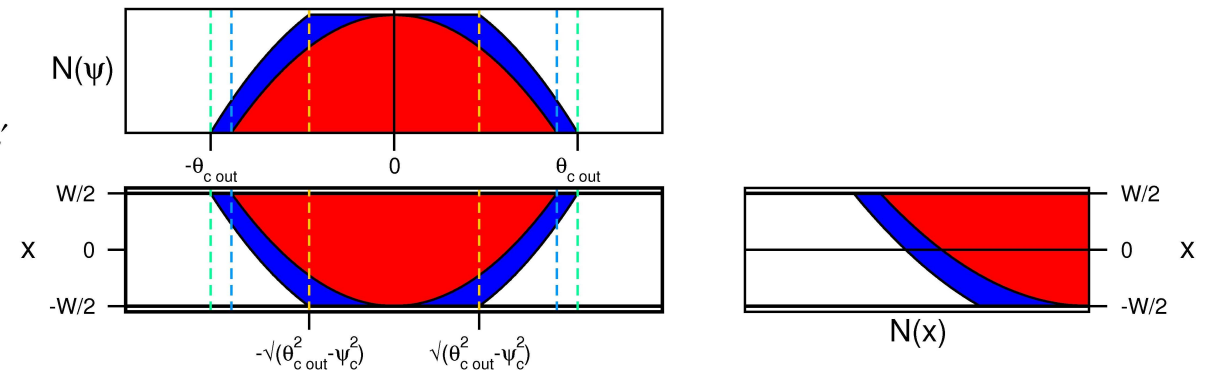 N(ψ)
-θc out 0 θc out
W/2
x 0
-W/2
-√(θ²c out-ψ²c) √(θ²c out-ψ²c)
W/2
0 x
-W/2
N(x)